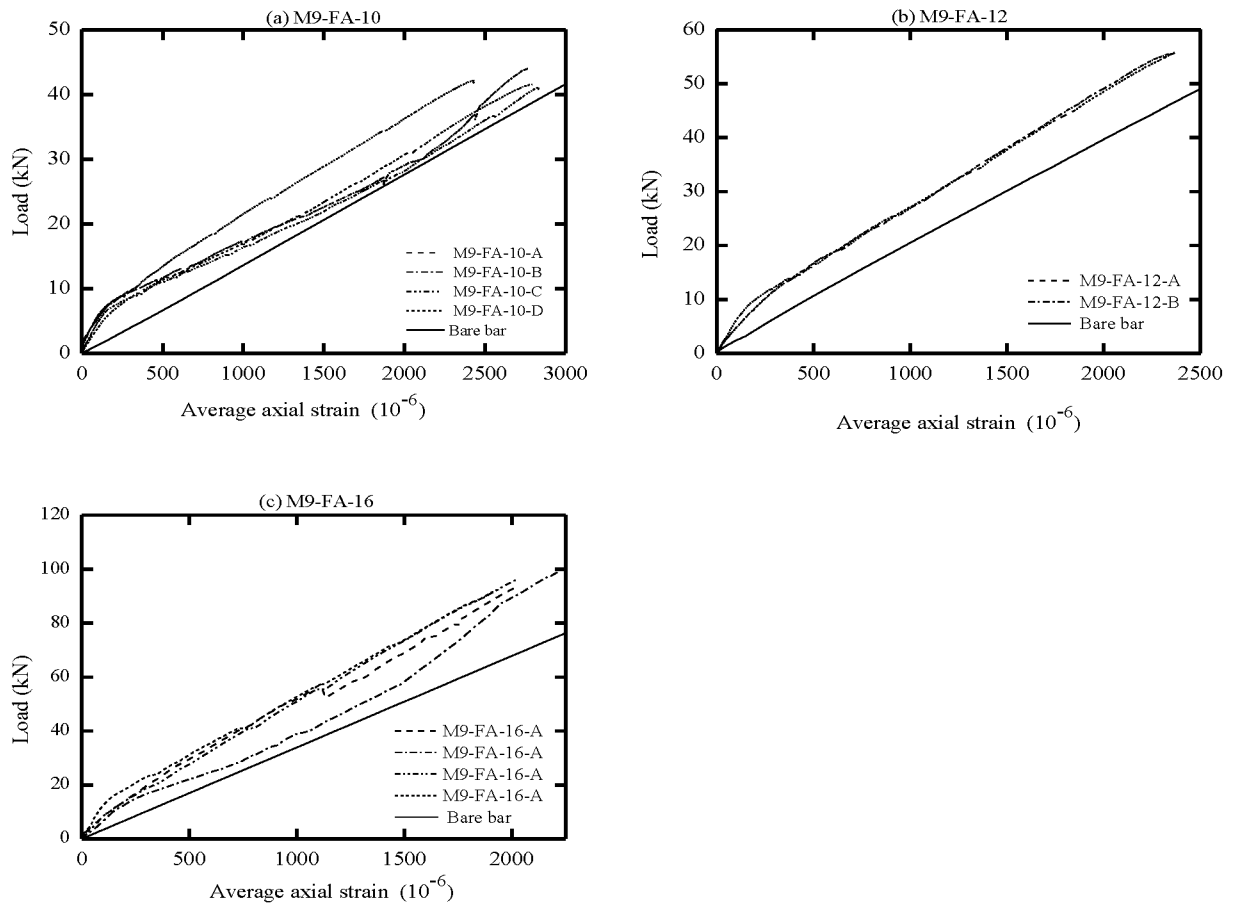 (a) M9-FA-10
50
40
30
20
10
0
Load (kN)
M9-FA-10-A
M9-FA-10-B
M9-FA-10-C
M9-FA-10-D
Bare bar
0 500 1000 1500 2000 2500 3000
Average axial strain (10-6)
(b) M9-FA-12
60
50
40
30
20
10
0
Load (kN)
M9-FA-12-A
M9-FA-12-B
Bare bar
0 500 1000 1500 2000 2500
Average axial strain (10-6)
(c) M9-FA-16
120
100
80
60
40
20
0
Load (kN)
M9-FA-16-A
M9-FA-16-A
M9-FA-16-A
M9-FA-16-A
Bare bar
0 500 1000 1500 2000
Average axial strain (10-6)